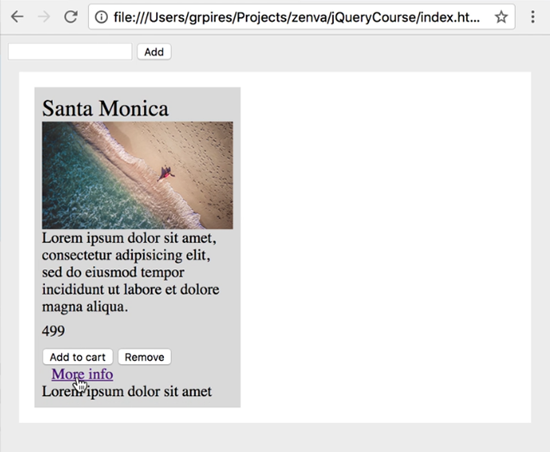 file:///Users/grpires/Projects/zenva/jQueryCourse/index.ht...
Add
Santa Monica
Lorem ipsum dolor sit amet,
consectetur adipisicing elit,
sed do eiusmod tempor
incididunt ut labore et dolore
magna aliqua.
499
Add to cart Remove
More info
Lorem ipsum dolor sit amet